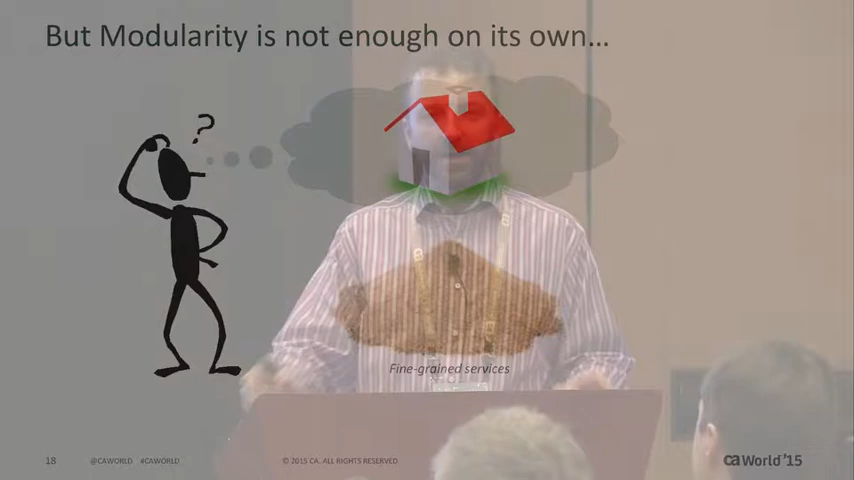 But Modularity is not enough on its own...
?
Fine-grained services
18 @CAWORLD #CAWORLD © 2015 CA. ALL RIGHTS RESERVED ca World '15